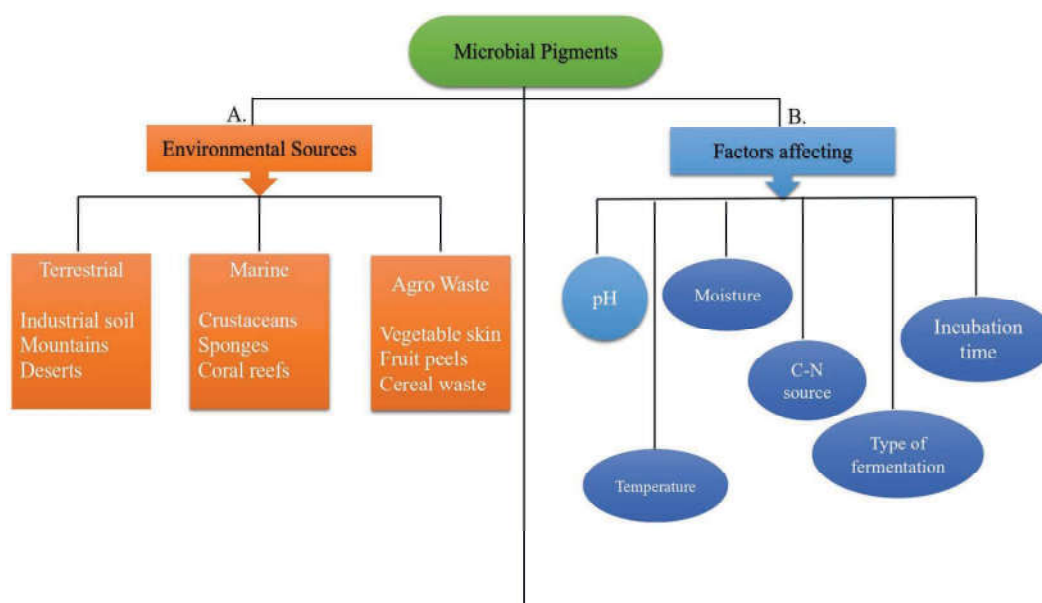 Microbial Pigments
A.
Environmental Sources
Terrestrial
Industrial soil
Mountains
Deserts
Marine
Crustaceans
Sponges
Coral reefs
Agro Waste
Vegetable skin
Fruit peels
Cereal waste
B.
Factors affecting
pH
Temperature
Moisture
C-N
source
Type of
fermentation
Incubation
time